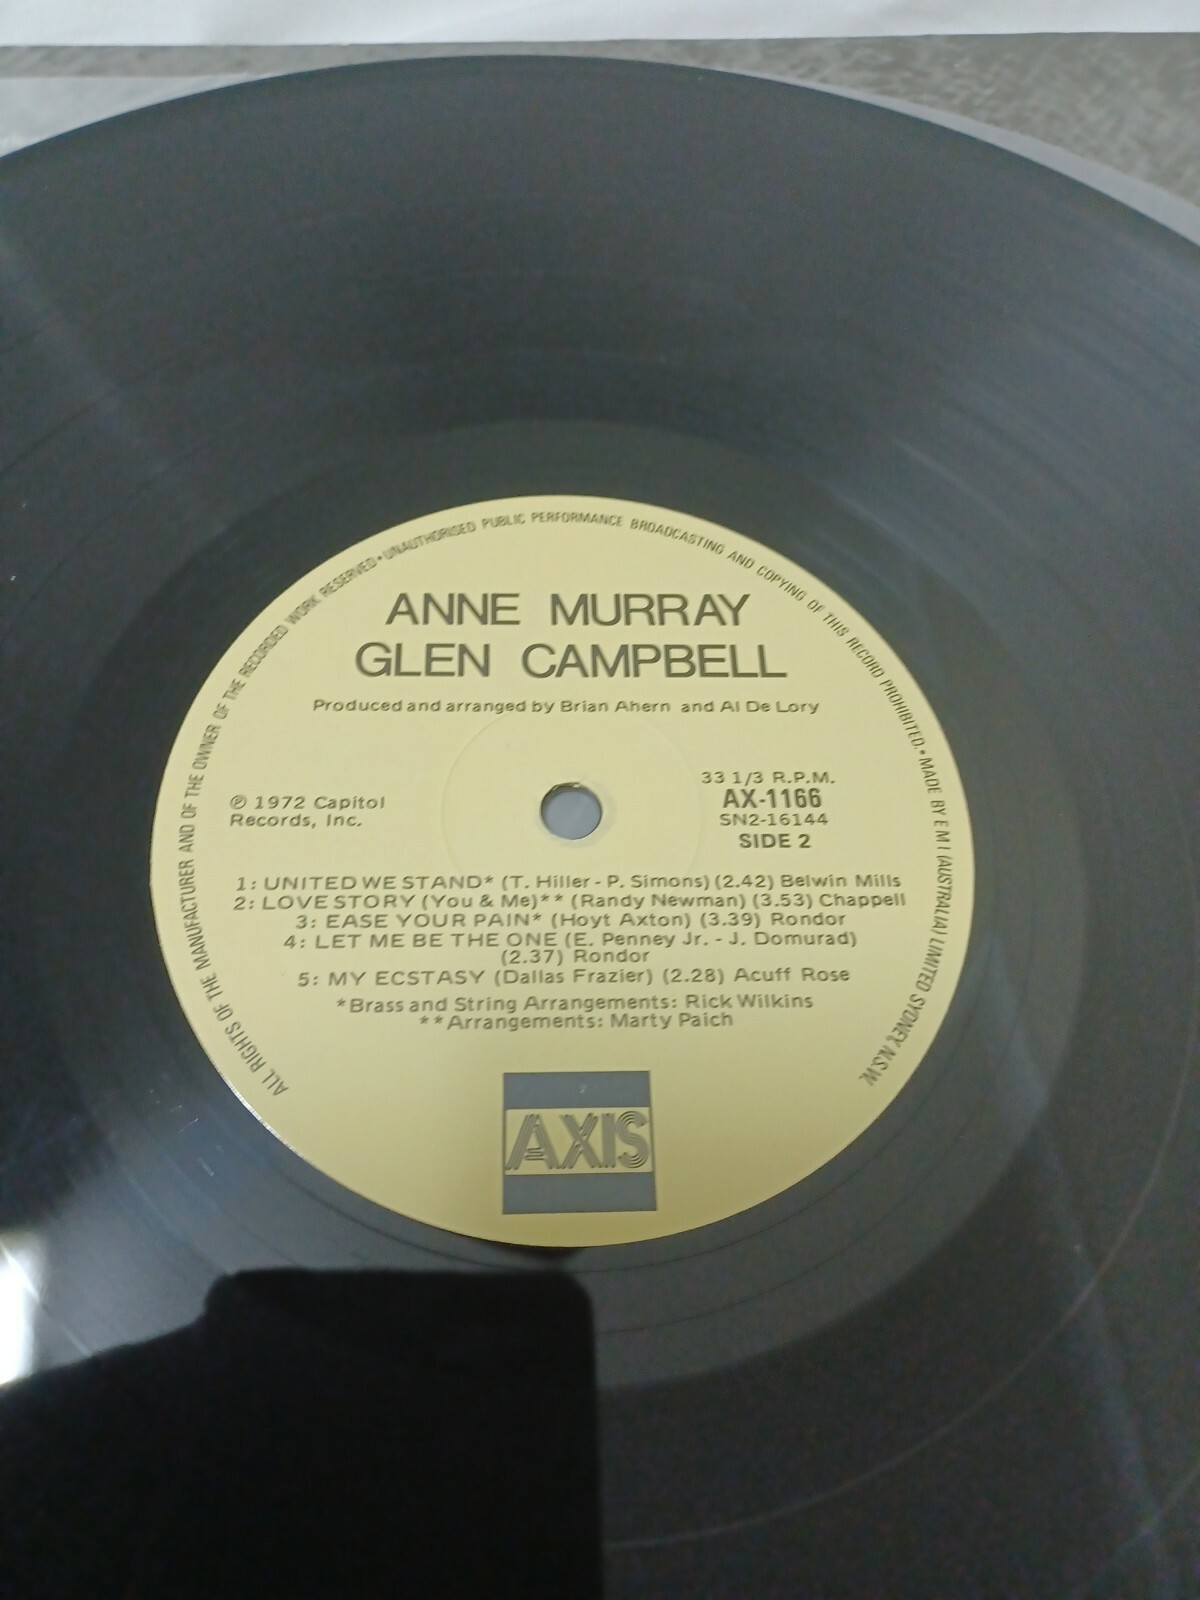 ALL RIGHTS OF THE MANUFACTURER AND OF THE OWNER OF THE RECORDED WORK RESERVED • UNAUTHORISED PUBLIC PERFORMANCE BROADCASTING AND COPYING OF THIS RECORD PROHIBITED. • MADE BY E M I (AUSTRALIA) LIMITED SYDNEY, N.S.W.
ANNE MURRAY
GLEN CAMPBELL
Produced and arranged by Brian Ahern and Al De Lory
℗ 1972 Capitol
Records, Inc.
33 1/3 R.P.M.
AX-1166
SN2-16144
SIDE 2
1: UNITED WE STAND* (T. Hiller - P. Simons) (2.42) Belwin Mills
2: LOVE STORY (You & Me)** (Randy Newman) (3.53) Chappell
3: EASE YOUR PAIN* (Hoyt Axton) (3.39) Rondor
4: LET ME BE THE ONE (E. Penney Jr. - J. Domurad)
(2.37) Rondor
5: MY ECSTASY (Dallas Frazier) (2.28) Acuff Rose
*Brass and String Arrangements: Rick Wilkins
**Arrangements: Marty Paich
2
AXIS